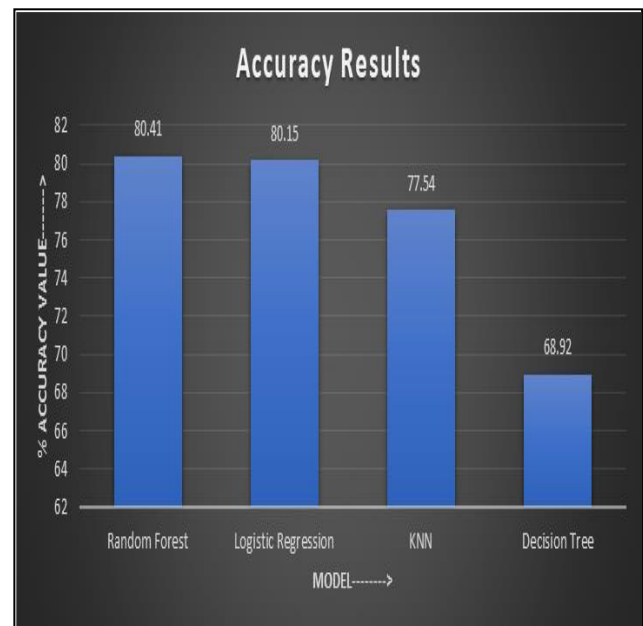 Accuracy Results
% ACCURACY VALUE------->
82
80
78
76
74
72
70
68
66
64
62
80.41
80.15
77.54
68.92
Random Forest
Logistic Regression
KNN
Decision Tree
MODEL-------->